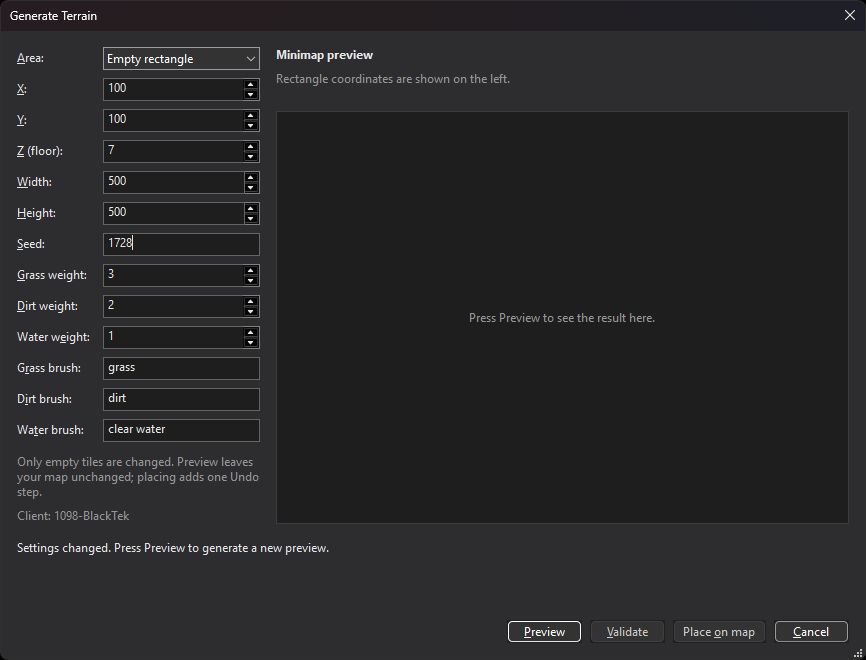 Generate Terrain
Area: Empty rectangle
X: 100
Y: 100
Z (floor): 7
Width: 500
Height: 500
Seed: 1728
Grass weight: 3
Dirt weight: 2
Water weight: 1
Grass brush: grass
Dirt brush: dirt
Water brush: clear water
Only empty tiles are changed. Preview leaves
your map unchanged; placing adds one Undo
step.
Client: 1098-BlackTek
Settings changed. Press Preview to generate a new preview.
Minimap preview
Rectangle coordinates are shown on the left.
Press Preview to see the result here.
Preview Validate Place on map Cancel